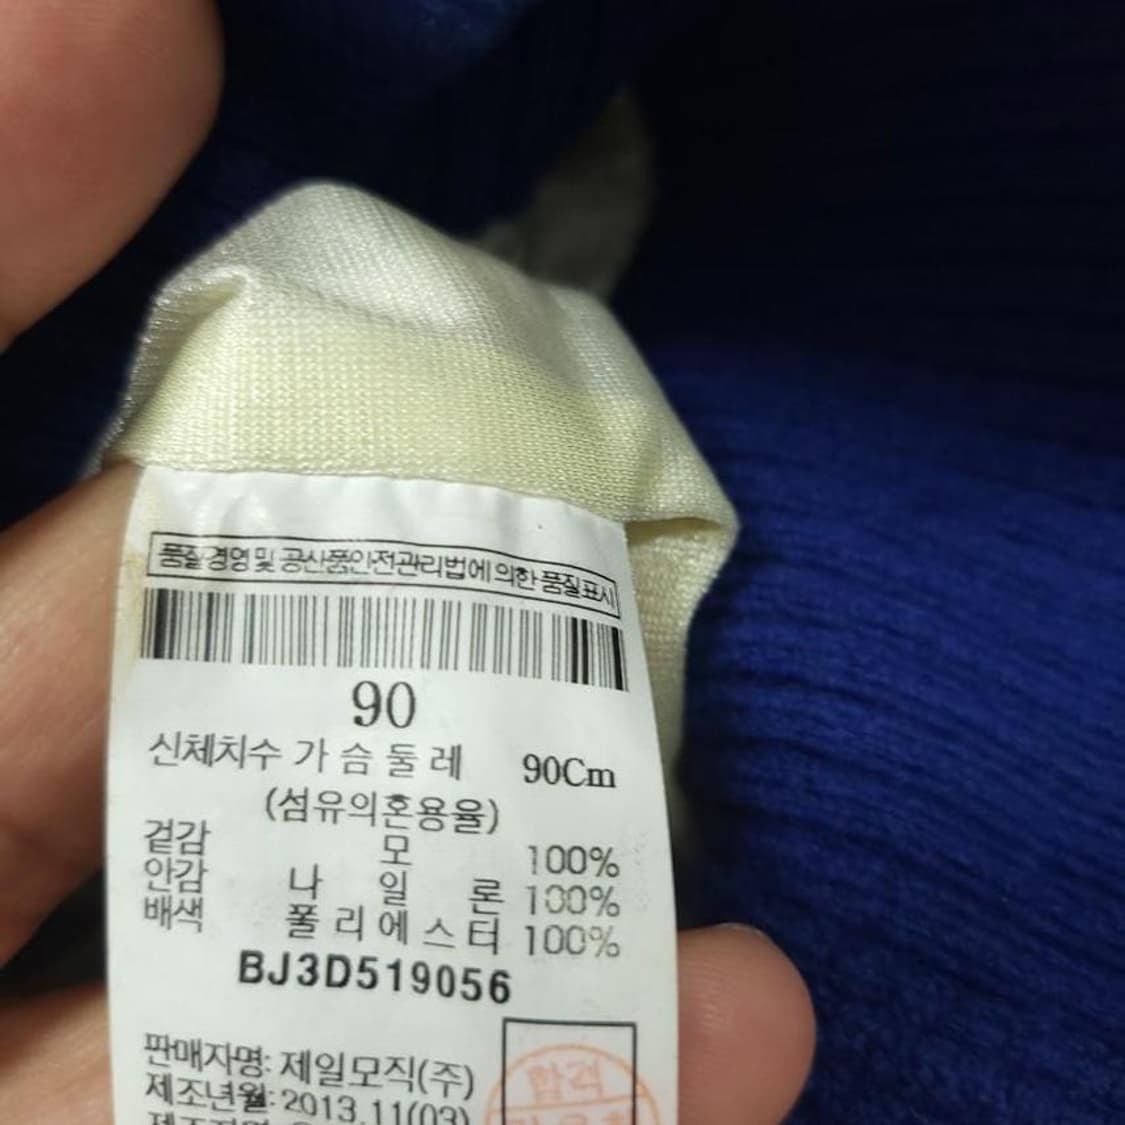 품질경영및 공산품안전관리법에 의한 품질표시
90
신체치수 가 슴 둘 레 90Cm
(섬유의혼용율)
겉감 모 100%
안감 나 일 론 100%
배색 폴 리 에 스 터 100%
BJ3D519056
판매자명: 제일모직(주)
제조년월: 2013.11(03)
합격